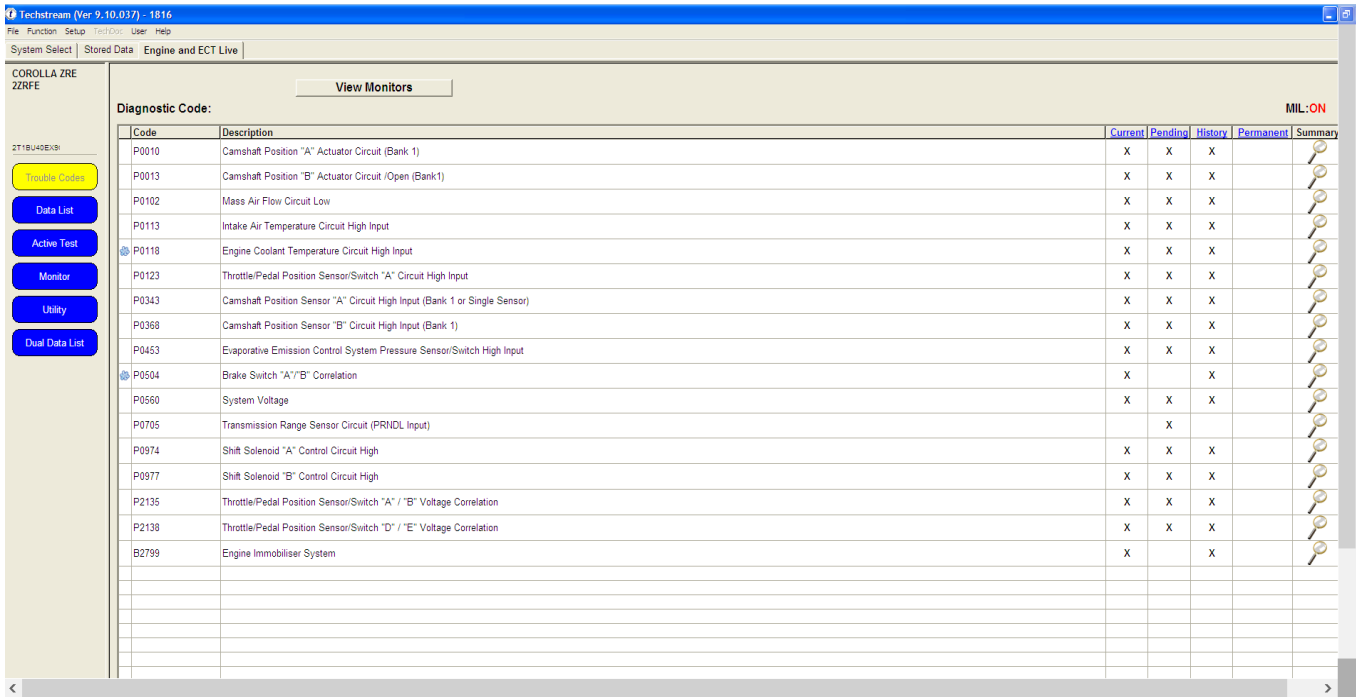 Techstream (Ver 9.10.037) - 1816
File Function Setup TechDoc User Help
System Select Stored Data Engine and ECT Live
COROLLA ZRE
2ZRFE
2T1BU40EX9I
Trouble Codes
Data List
Active Test
Monitor
Utility
Dual Data List
View Monitors
Diagnostic Code: MIL:ON
Code Description Current Pending History Permanent Summary
P0010 Camshaft Position "A" Actuator Circuit (Bank 1) X X X
P0013 Camshaft Position "B" Actuator Circuit /Open (Bank1) X X X
P0102 Mass Air Flow Circuit Low X X X
P0113 Intake Air Temperature Circuit High Input X X X
P0118 Engine Coolant Temperature Circuit High Input X X X
P0123 Throttle/Pedal Position Sensor/Switch "A" Circuit High Input X X X
P0343 Camshaft Position Sensor "A" Circuit High Input (Bank 1 or Single Sensor) X X X
P0368 Camshaft Position Sensor "B" Circuit High Input (Bank 1) X X X
P0453 Evaporative Emission Control System Pressure Sensor/Switch High Input X X X
P0504 Brake Switch "A"/"B" Correlation X X
P0560 System Voltage X X X
P0705 Transmission Range Sensor Circuit (PRNDL Input) X
P0974 Shift Solenoid "A" Control Circuit High X X X
P0977 Shift Solenoid "B" Control Circuit High X X X
P2135 Throttle/Pedal Position Sensor/Switch "A" / "B" Voltage Correlation X X X
P2138 Throttle/Pedal Position Sensor/Switch "D" / "E" Voltage Correlation X X X
B2799 Engine Immobiliser System X X